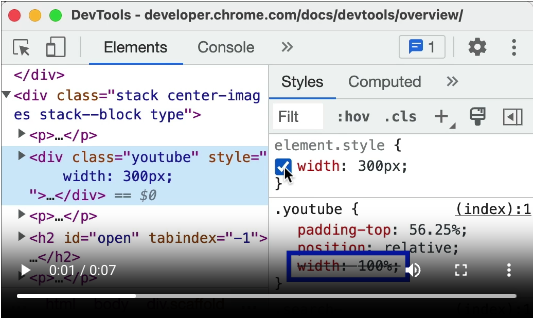 DevTools - developer.chrome.com/docs/devtools/overview/
Elements Console » 1
</div>
<div class="stack center-imag
es stack--block type">
<p>…</p>
<div class="youtube" style="
width: 300px;
">…</div> == $0
<p>…</p>
<h2 id="open" tabindex="-1">
…</h2>
<p>…</p>
Styles Computed »
Filt :hov .cls
element.style {
width: 300px;
}
.youtube { (index):1
padding-top: 56.25%;
position: relative;
width: 100%;
}
0:01 / 0:07